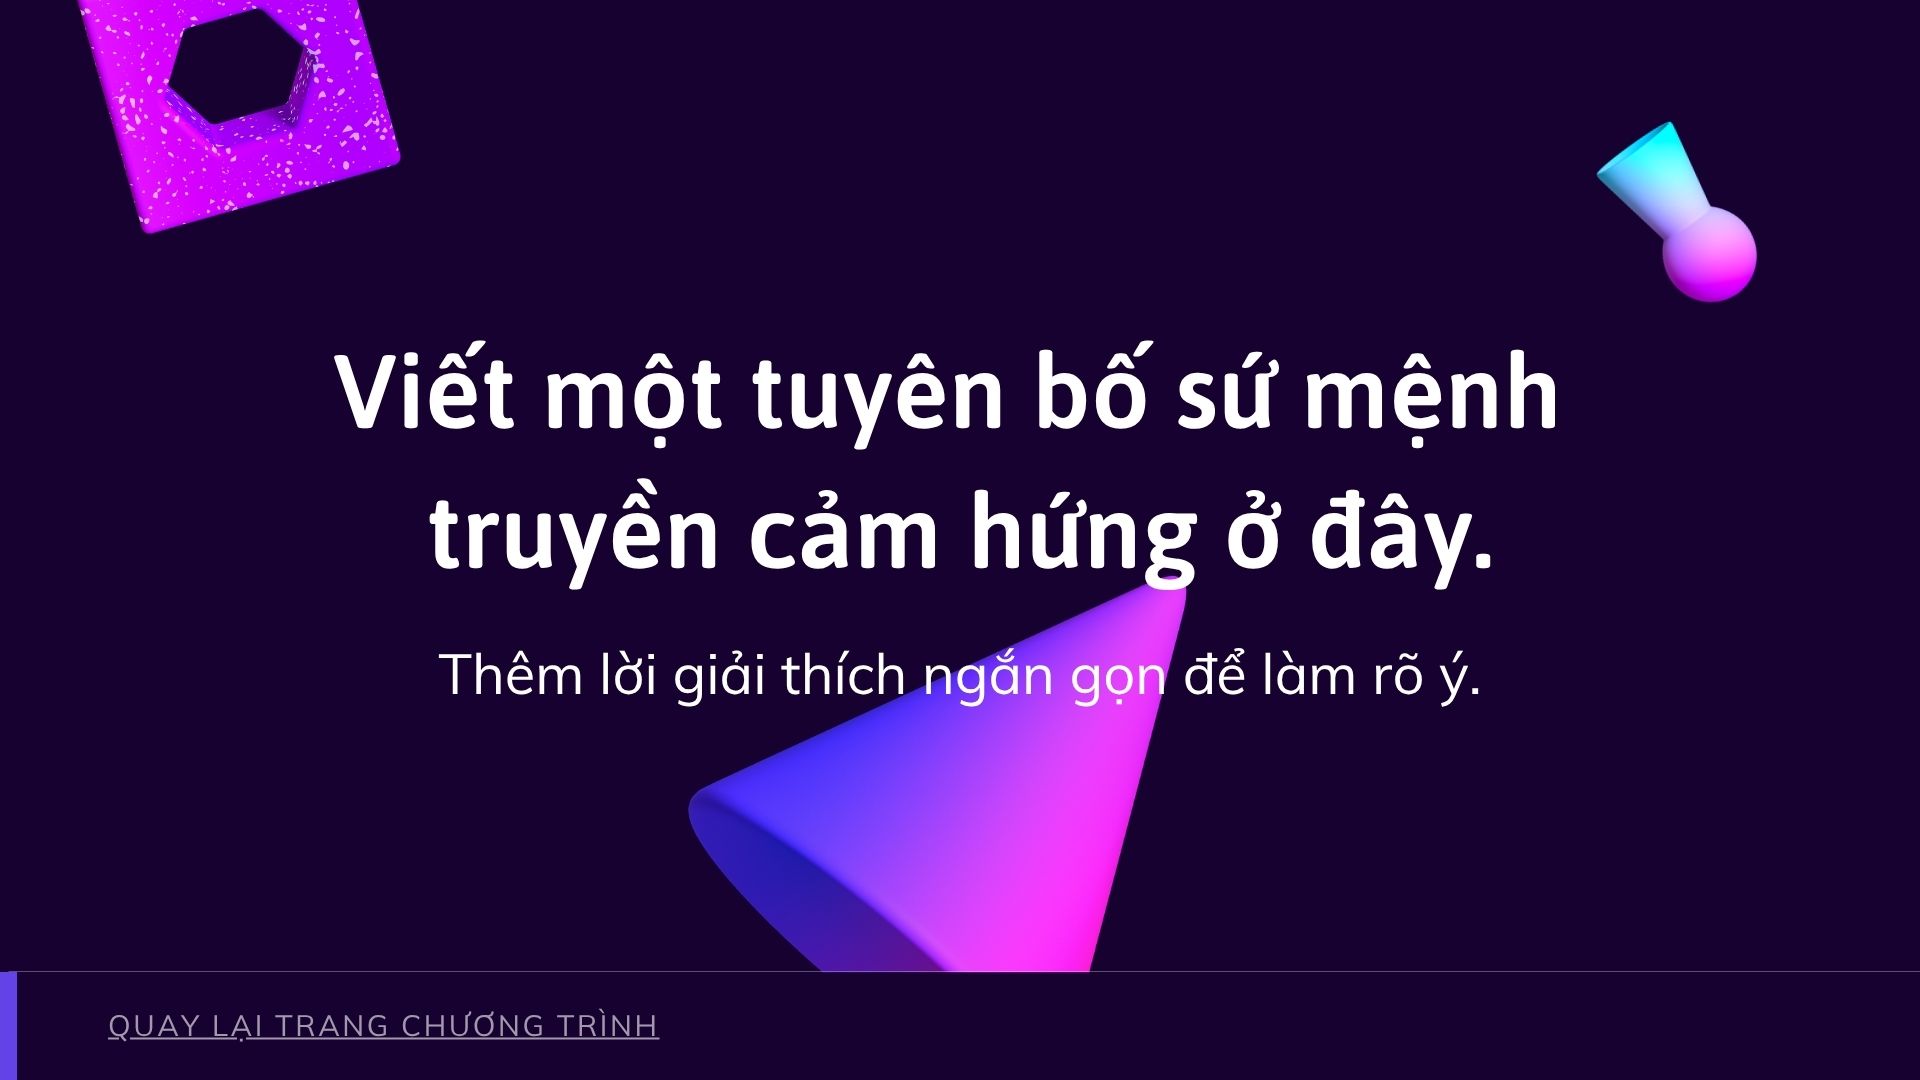 Viết một tuyên bố sứ mệnh
truyền cảm hứng ở đây.
Thêm lời giải thích ngắn gọn để làm rõ ý.
QUAY LẠI TRANG CHƯƠNG TRÌNH